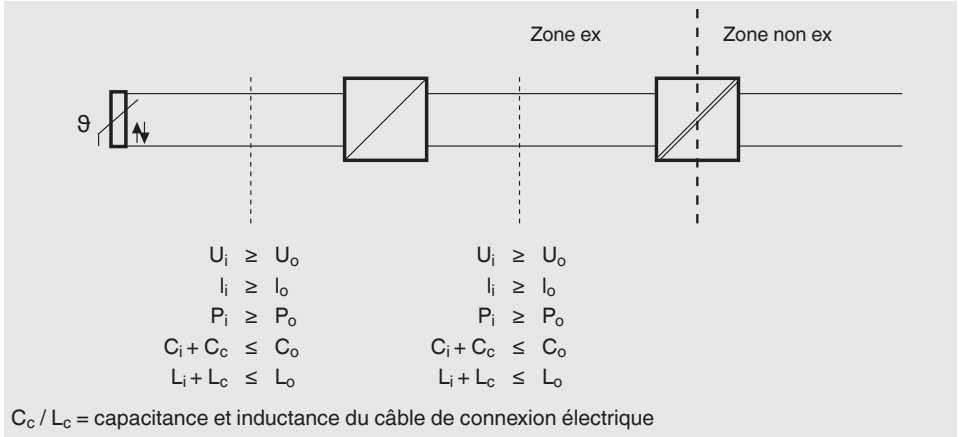 Zone ex Zone non ex
ϑ
Uᵢ ≥ Uₒ Uᵢ ≥ Uₒ
Iᵢ ≥ Iₒ Iᵢ ≥ Iₒ
Pᵢ ≥ Pₒ Pᵢ ≥ Pₒ
Cᵢ + C꜀ ≤ Cₒ Cᵢ + C꜀ ≤ Cₒ
Lᵢ + L꜀ ≤ Lₒ Lᵢ + L꜀ ≤ Lₒ
C꜀ / L꜀ = capacitance et inductance du câble de connexion électrique